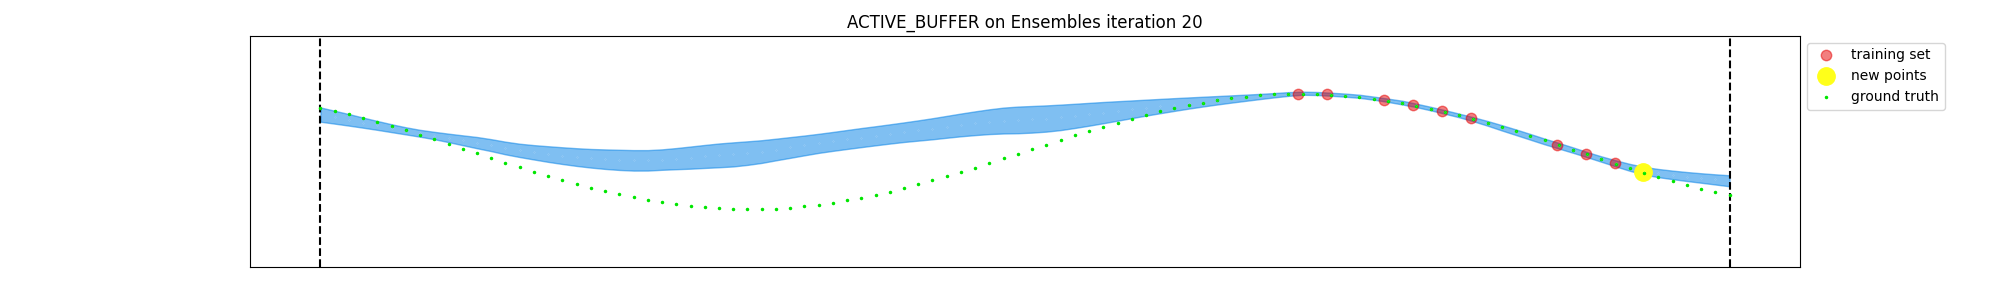 ACTIVE_BUFFER on Ensembles iteration 20
training set
new points
ground truth